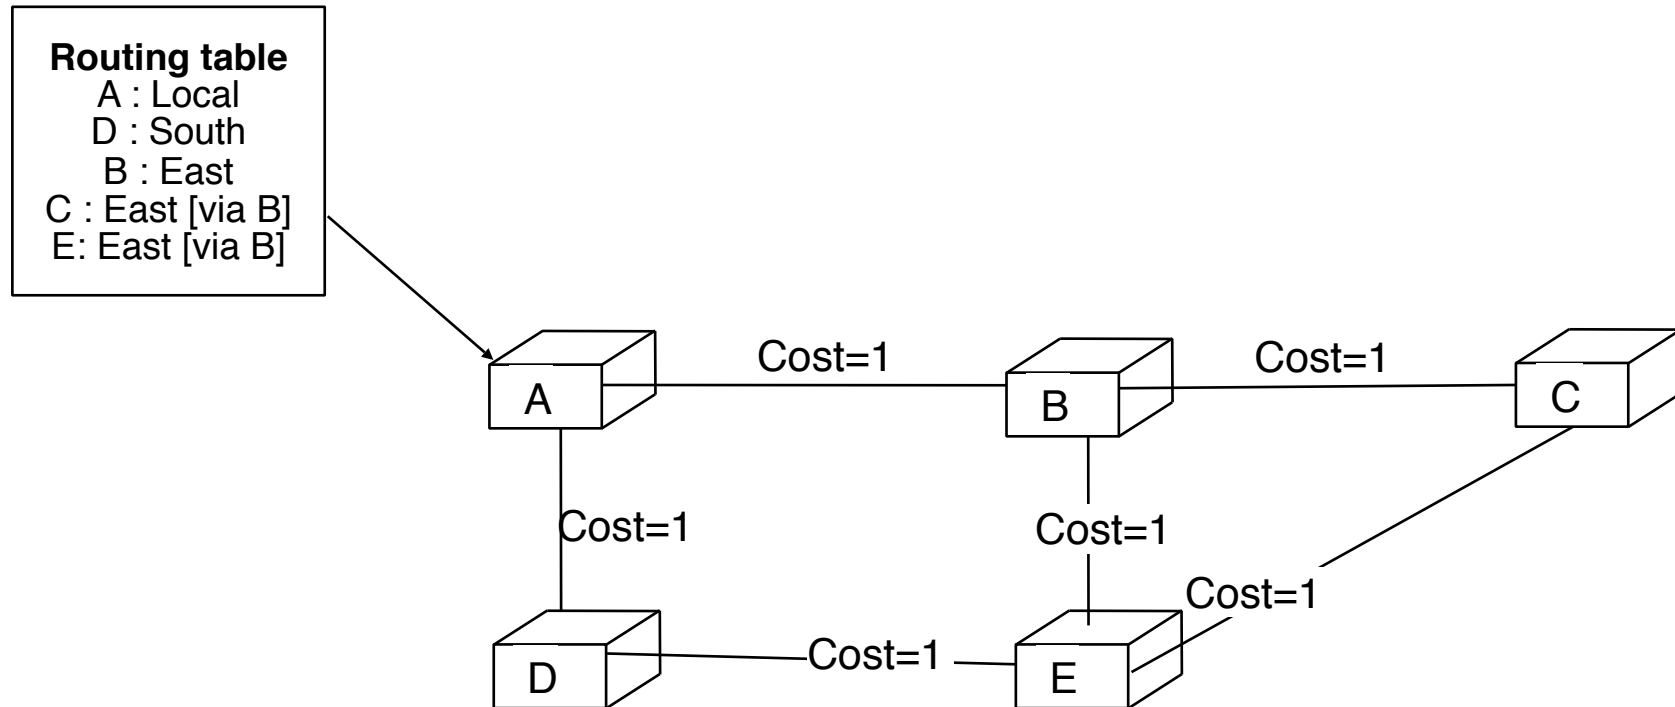 Routing table
A : Local
D : South
B : East
C : East [via B]
E: East [via B]
Cost=1
Cost=1
A
B
C
Cost=1
Cost=1
Cost=1
Cost=1
D
E